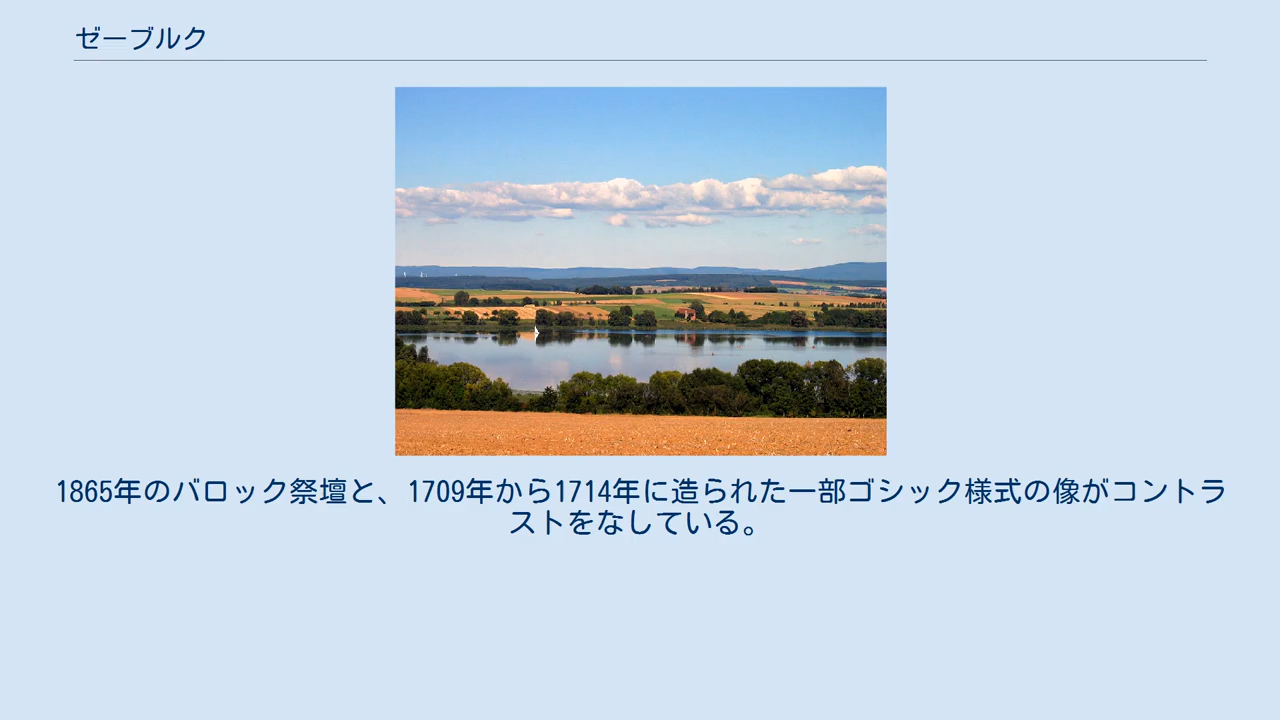 ゼーブルク
1865年のバロック祭壇と、1709年から1714年に造られた一部ゴシック様式の像がコントラ
ストをなしている。